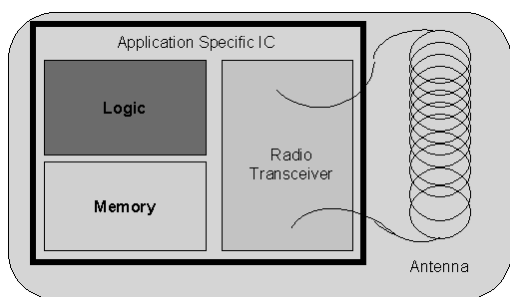 Application Specific IC
Logic
Radio
Transceiver
Memory
Antenna